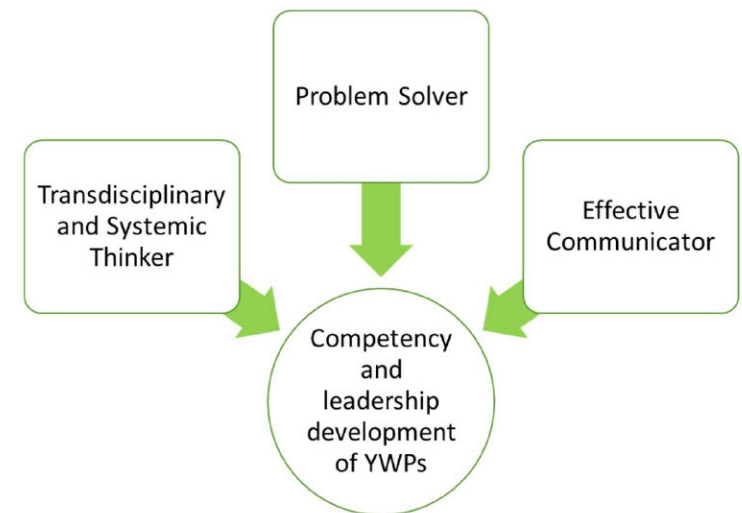 Problem Solver
Transdisciplinary
and Systemic
Thinker
Effective
Communicator
Competency
and
leadership
development
of YWPs